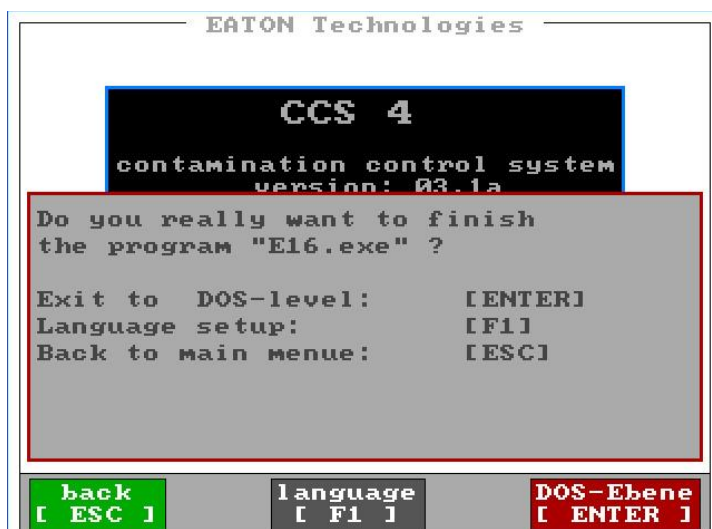 EATON Technologies
CCS 4
contamination control system
version: 03.1a
Do you really want to finish
the program "E16.exe" ?
Exit to DOS-level: [ENTER]
Language setup: [F1]
Back to main menue: [ESC]
back
[ ESC ]
language
[ F1 ]
DOS-Ebene
[ ENTER ]